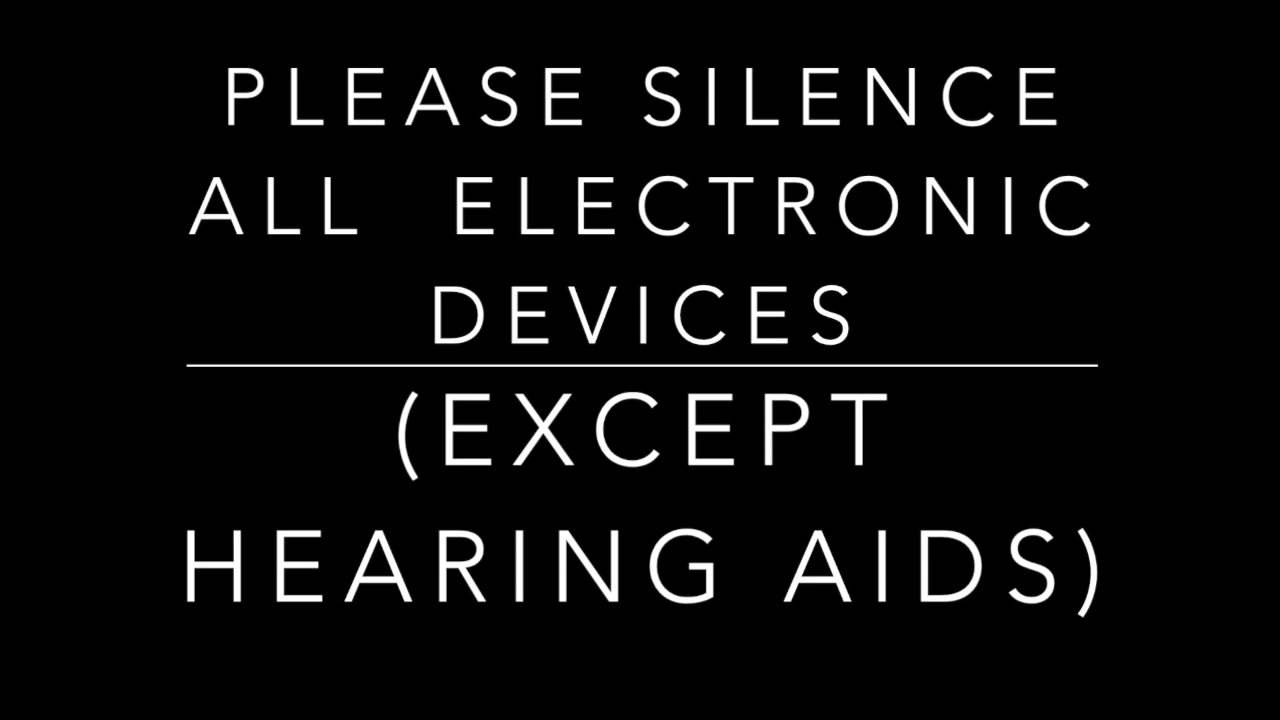 PLEASE SILENCE
ALL ELECTRONIC
DEVICES
(EXCEPT
HEARING AIDS)